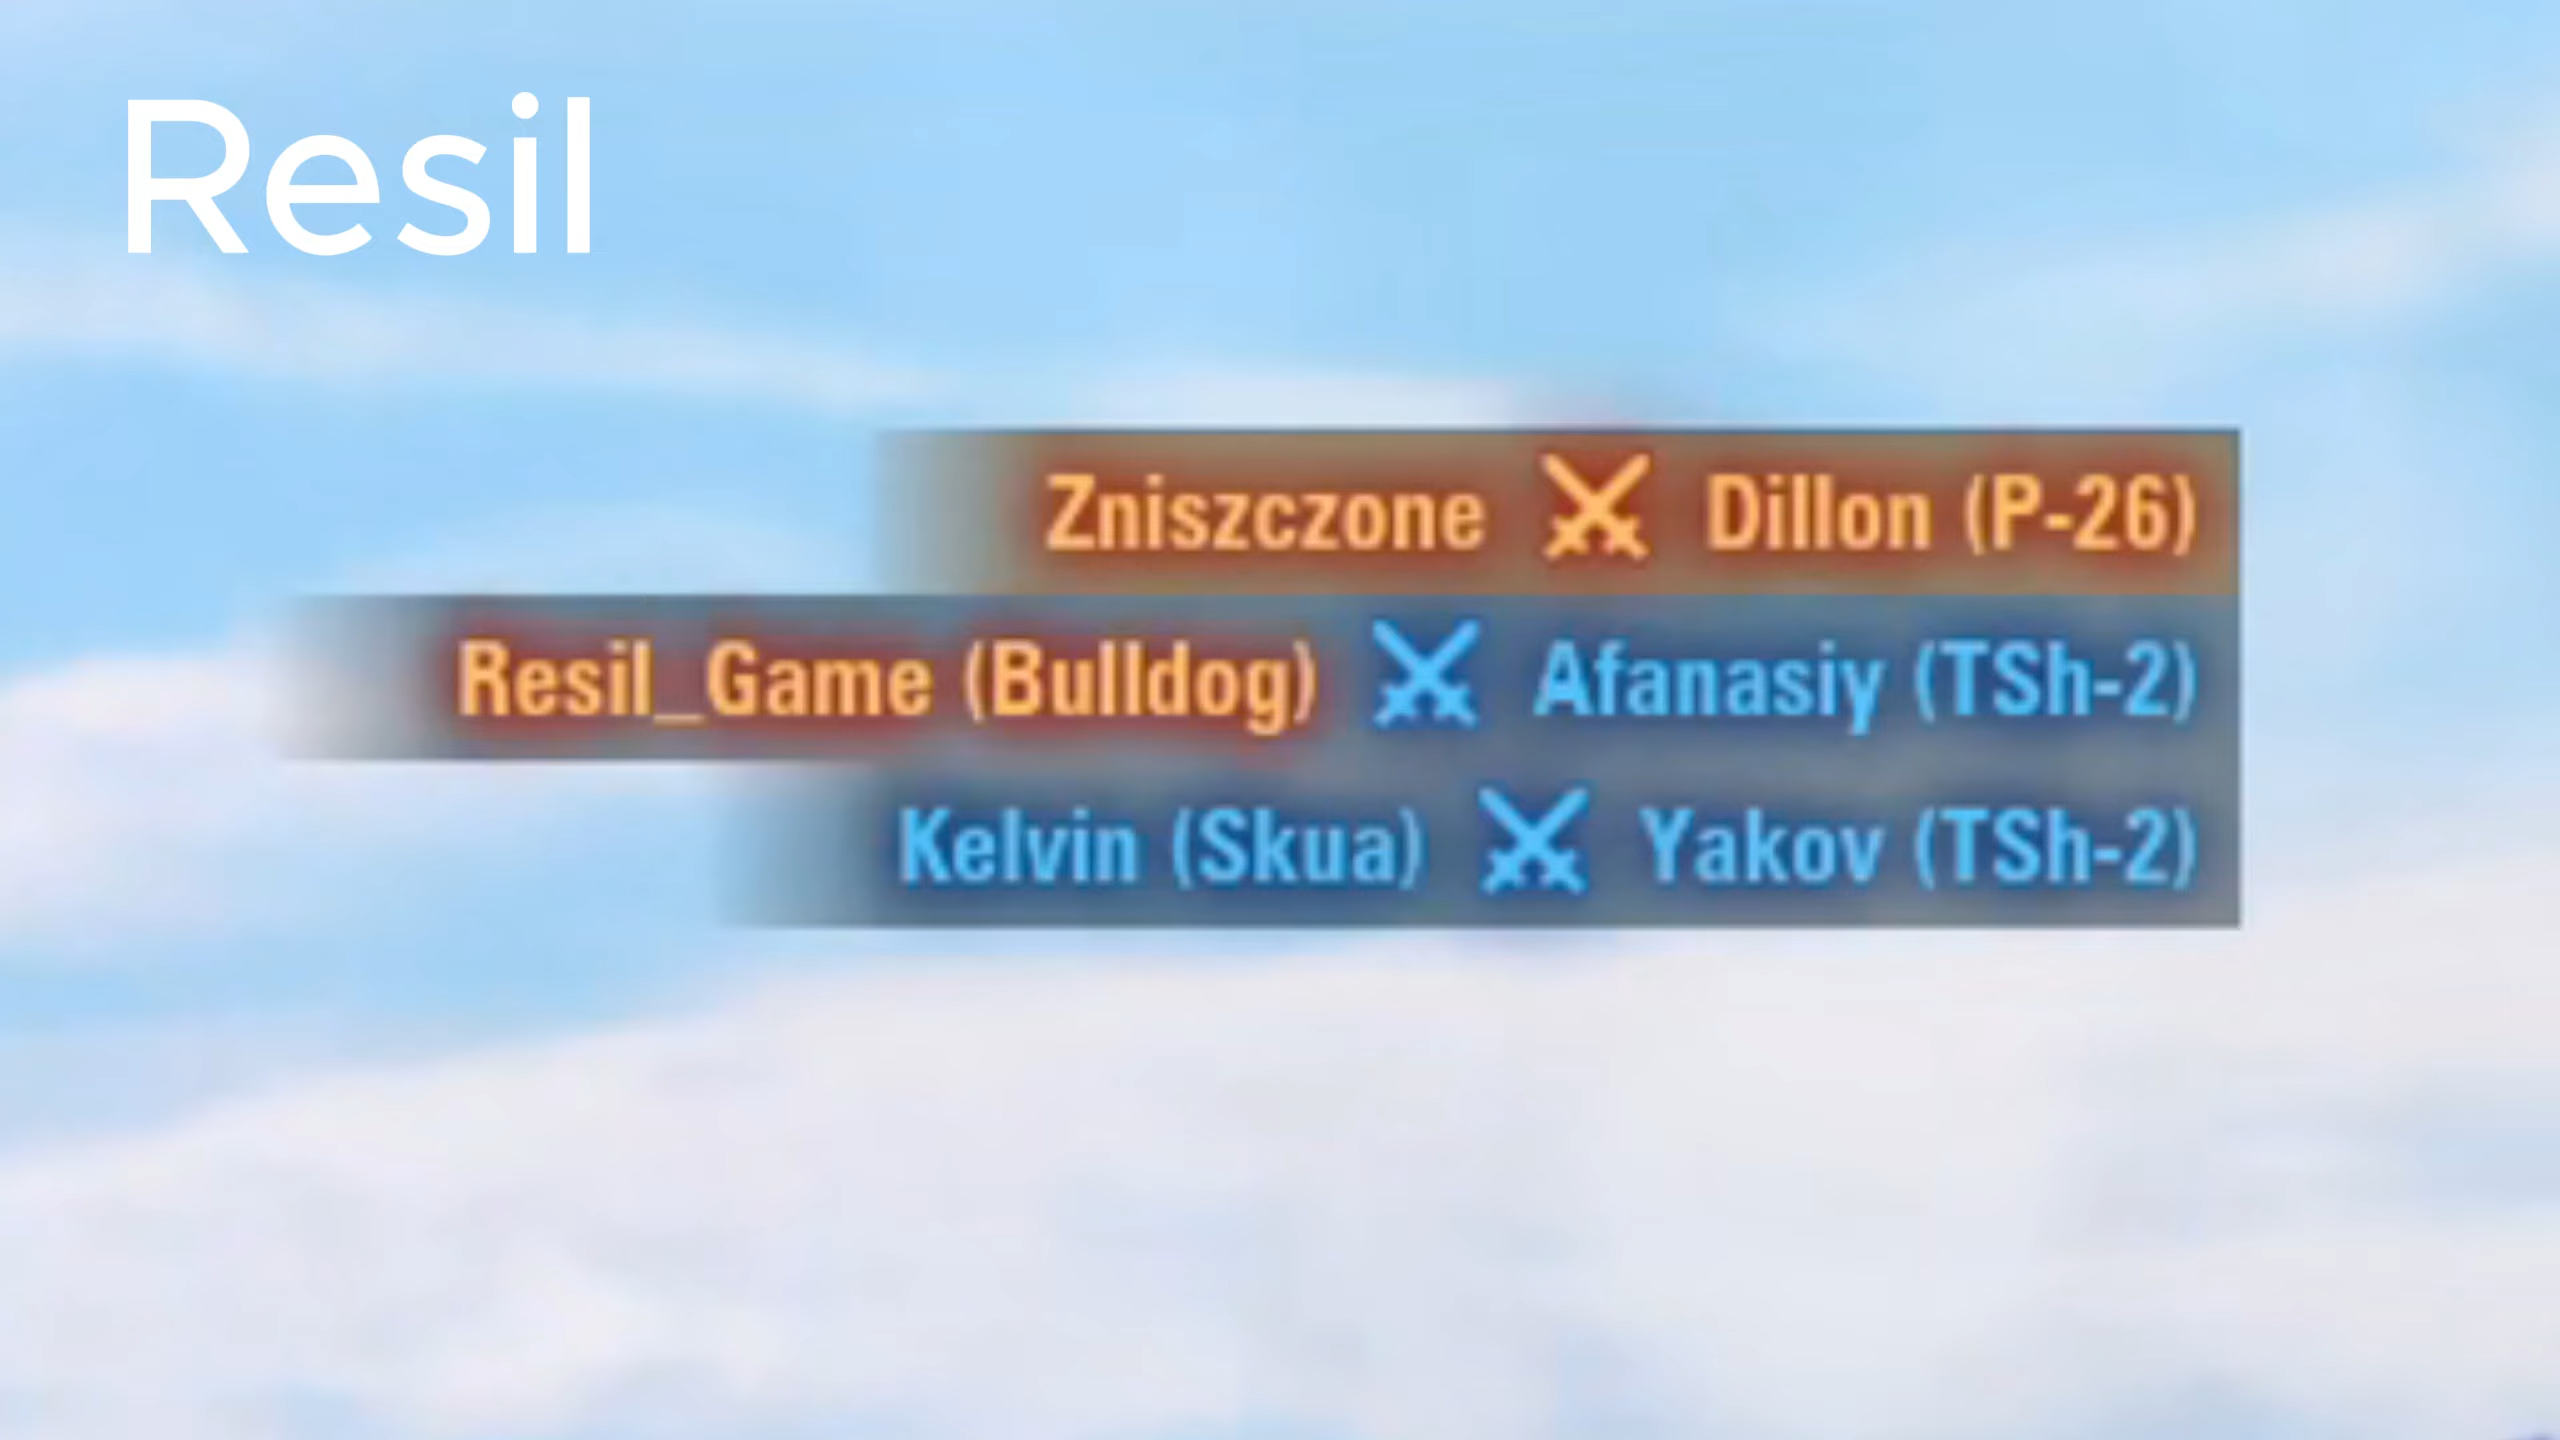 Resil
Zniszczone Dillon (P-26)
Resil_Game (Bulldog) Afanasiy (TSh-2)
Kelvin (Skua) Yakov (TSh-2)